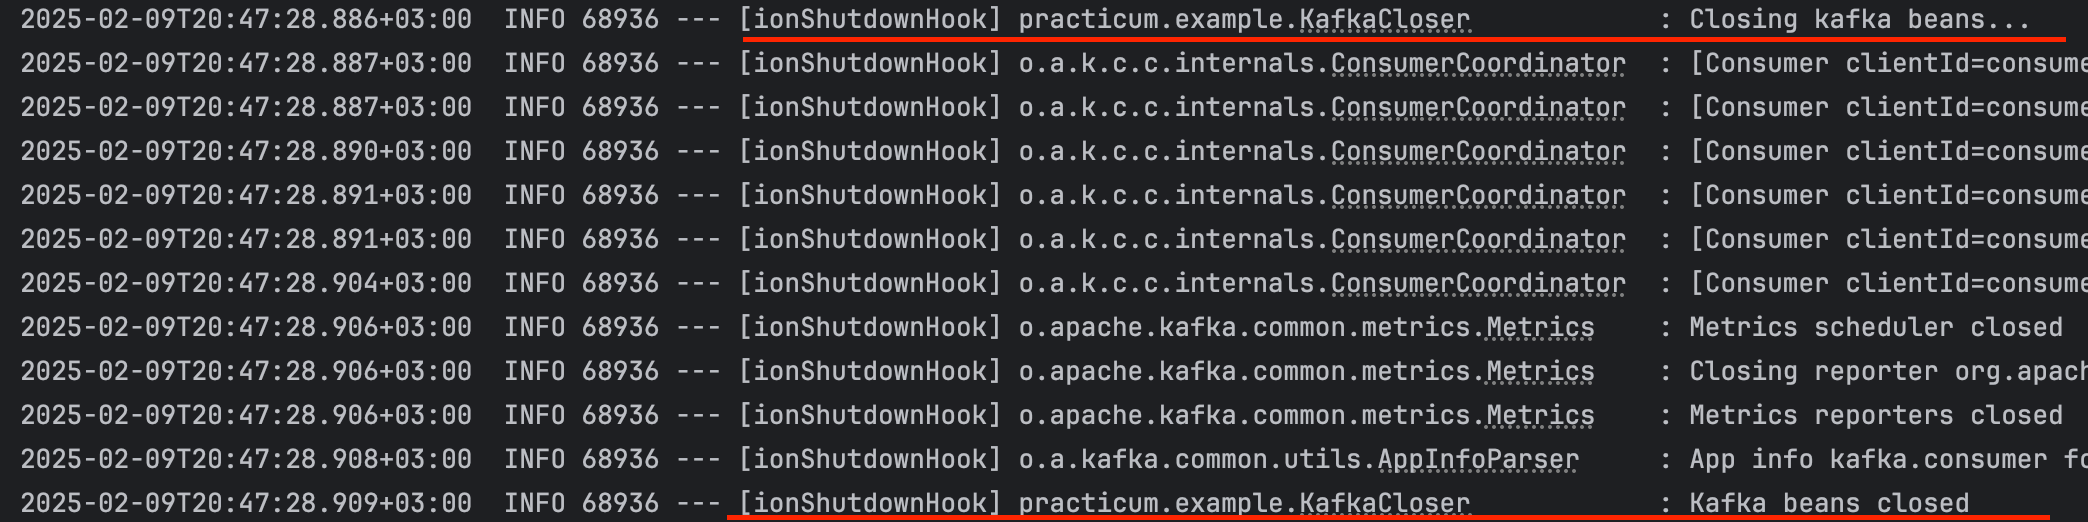 2025-02-09T20:47:28.886+03:00  INFO 68936 --- [ionShutdownHook] practicum.example.KafkaCloser            : Closing kafka beans...
2025-02-09T20:47:28.887+03:00  INFO 68936 --- [ionShutdownHook] o.a.k.c.c.internals.ConsumerCoordinator  : [Consumer clientId=consume
2025-02-09T20:47:28.887+03:00  INFO 68936 --- [ionShutdownHook] o.a.k.c.c.internals.ConsumerCoordinator  : [Consumer clientId=consume
2025-02-09T20:47:28.890+03:00  INFO 68936 --- [ionShutdownHook] o.a.k.c.c.internals.ConsumerCoordinator  : [Consumer clientId=consume
2025-02-09T20:47:28.891+03:00  INFO 68936 --- [ionShutdownHook] o.a.k.c.c.internals.ConsumerCoordinator  : [Consumer clientId=consume
2025-02-09T20:47:28.891+03:00  INFO 68936 --- [ionShutdownHook] o.a.k.c.c.internals.ConsumerCoordinator  : [Consumer clientId=consume
2025-02-09T20:47:28.904+03:00  INFO 68936 --- [ionShutdownHook] o.a.k.c.c.internals.ConsumerCoordinator  : [Consumer clientId=consume
2025-02-09T20:47:28.906+03:00  INFO 68936 --- [ionShutdownHook] o.apache.kafka.common.metrics.Metrics    : Metrics scheduler closed
2025-02-09T20:47:28.906+03:00  INFO 68936 --- [ionShutdownHook] o.apache.kafka.common.metrics.Metrics    : Closing reporter org.apach
2025-02-09T20:47:28.906+03:00  INFO 68936 --- [ionShutdownHook] o.apache.kafka.common.metrics.Metrics    : Metrics reporters closed
2025-02-09T20:47:28.908+03:00  INFO 68936 --- [ionShutdownHook] o.a.kafka.common.utils.AppInfoParser     : App info kafka.consumer fo
2025-02-09T20:47:28.909+03:00  INFO 68936 --- [ionShutdownHook] practicum.example.KafkaCloser            : Kafka beans closed